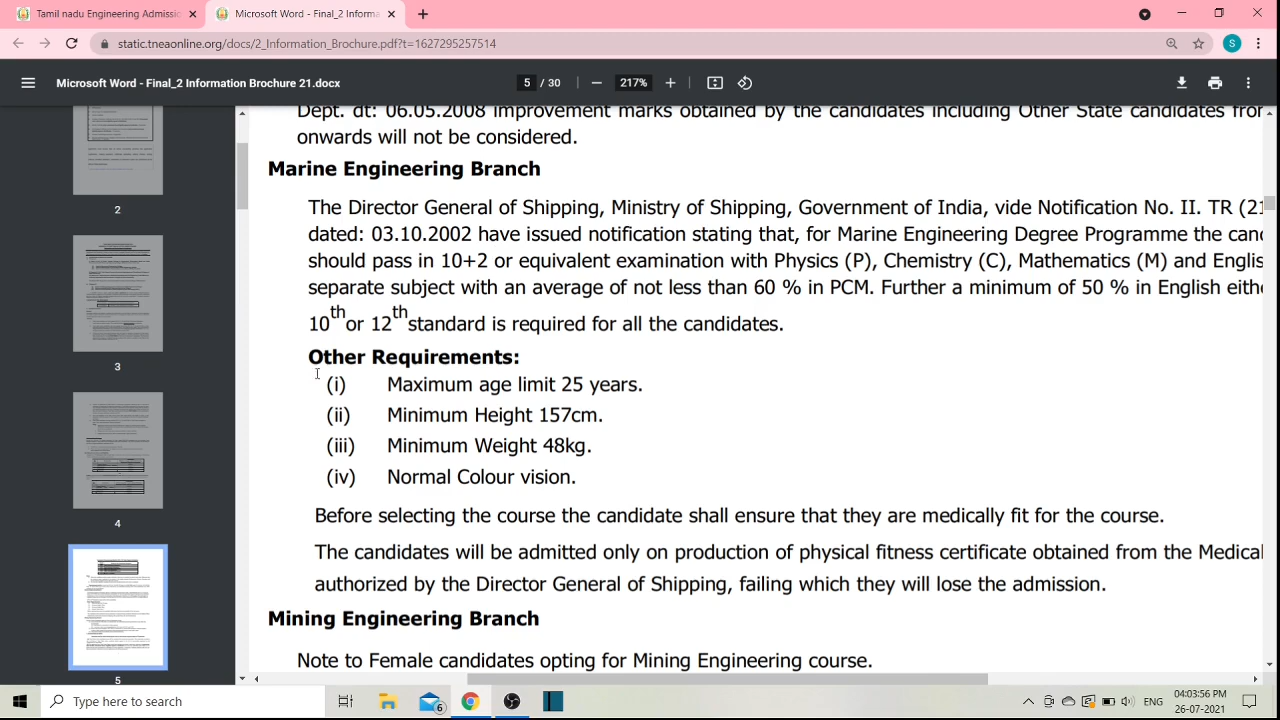 Tamil nadu Engineering Admissi
Microsoft Word - Final_2 Informa
static.tneaonline.org/docs/2_Information_Brochure.pdf?t=1627295257514
S
Microsoft Word - Final_2 Information Brochure 21.docx
5 / 30
217%
Dept. dt: 06.05.2008 improvement marks obtained by the candidates including Other State candidates
onwards will not be considered.
Marine Engineering Branch
The Director General of Shipping, Ministry of Shipping, Government of India, vide Notification No. II. TR (21
dated: 03.10.2002 have issued notification stating that, for Marine Engineering Degree Programme the
should pass in 10+2 or equivalent examination with Physics (P), Chemistry (C), Mathematics (M) and Englis
separate subject with an average of not less than 60 % in PCM. Further a minimum of 50 % in English
10th or 12th standard is required for all the candidates.
Other Requirements:
(i) Maximum age limit 25 years.
(ii) Minimum Height 157cm.
(iii) Minimum Weight 48kg.
(iv) Normal Colour vision.
Before selecting the course the candidate shall ensure that they are medically fit for the course.
The candidates will be admitted only on production of physical fitness certificate obtained from the Medical
authorized by the Director General of Shipping, failing which they will lose the admission.
Mining Engineering Branch
Note to Female candidates opting for Mining Engineering course.
2
3
4
5
Type here to search
6
ENG
04:03:56 PM
26-07-2021